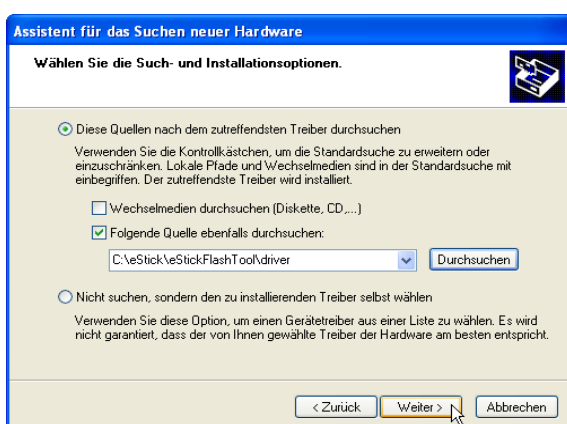 Assistent für das Suchen neuer Hardware
Wählen Sie die Such- und Installationsoptionen.
Diese Quellen nach dem zutreffendsten Treiber durchsuchen
Verwenden Sie die Kontrollkästchen, um die Standardsuche zu erweitern oder
einzuschränken. Lokale Pfade und Wechselmedien sind in der Standardsuche mit
einbegriffen. Der zutreffendste Treiber wird installiert.
Wechselmedien durchsuchen (Diskette, CD,...)
Folgende Quelle ebenfalls durchsuchen:
C:\eStick\eStickFlashTool\driver Durchsuchen
Nicht suchen, sondern den zu installierenden Treiber selbst wählen
Verwenden Sie diese Option, um einen Gerätetreiber aus einer Liste zu wählen. Es wird
nicht garantiert, dass der von Ihnen gewählte Treiber der Hardware am besten entspricht.
< Zurück Weiter > Abbrechen